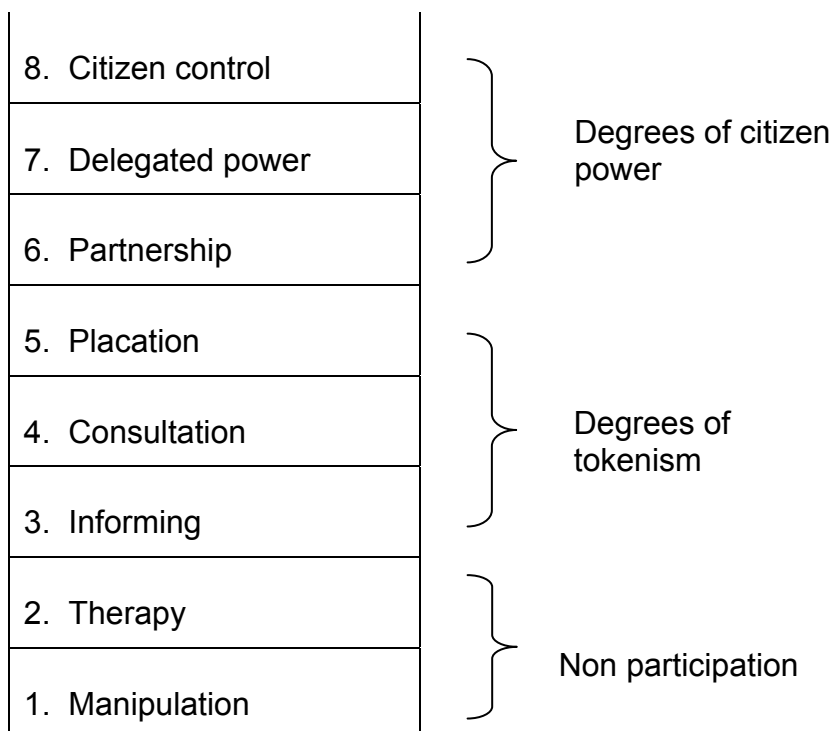 8. Citizen control
7. Delegated power
6. Partnership
5. Placation
4. Consultation
3. Informing
2. Therapy
1. Manipulation
Degrees of citizen
power
Degrees of
tokenism
Non participation